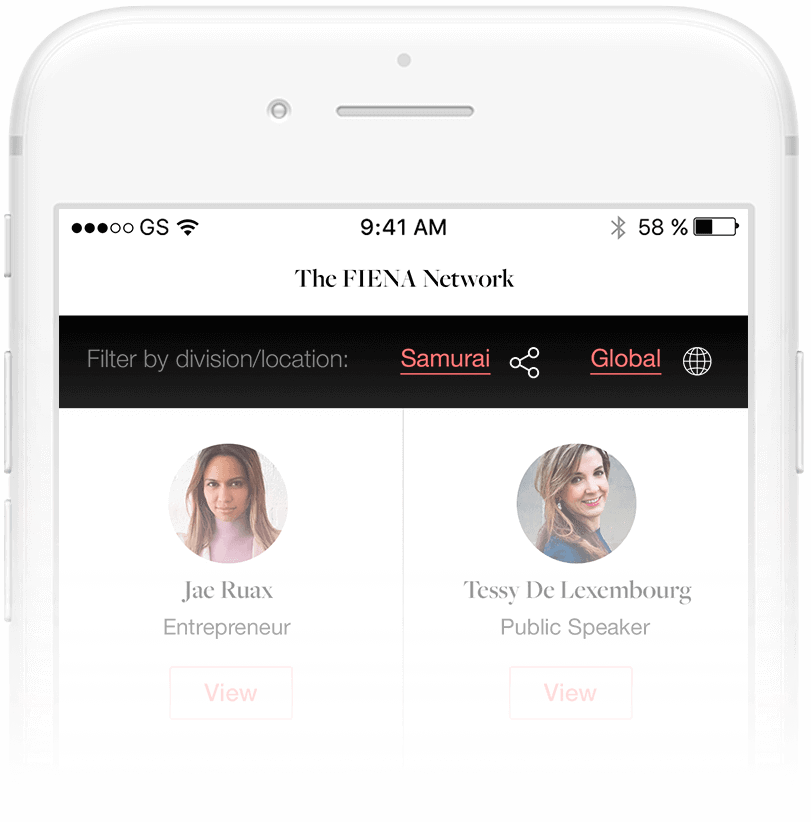 GS 9:41 AM 58 %
The FIENA Network
Filter by division/location: Samurai Global
Jae Ruax Tessy De Lexembourg
Entrepreneur Public Speaker
View View